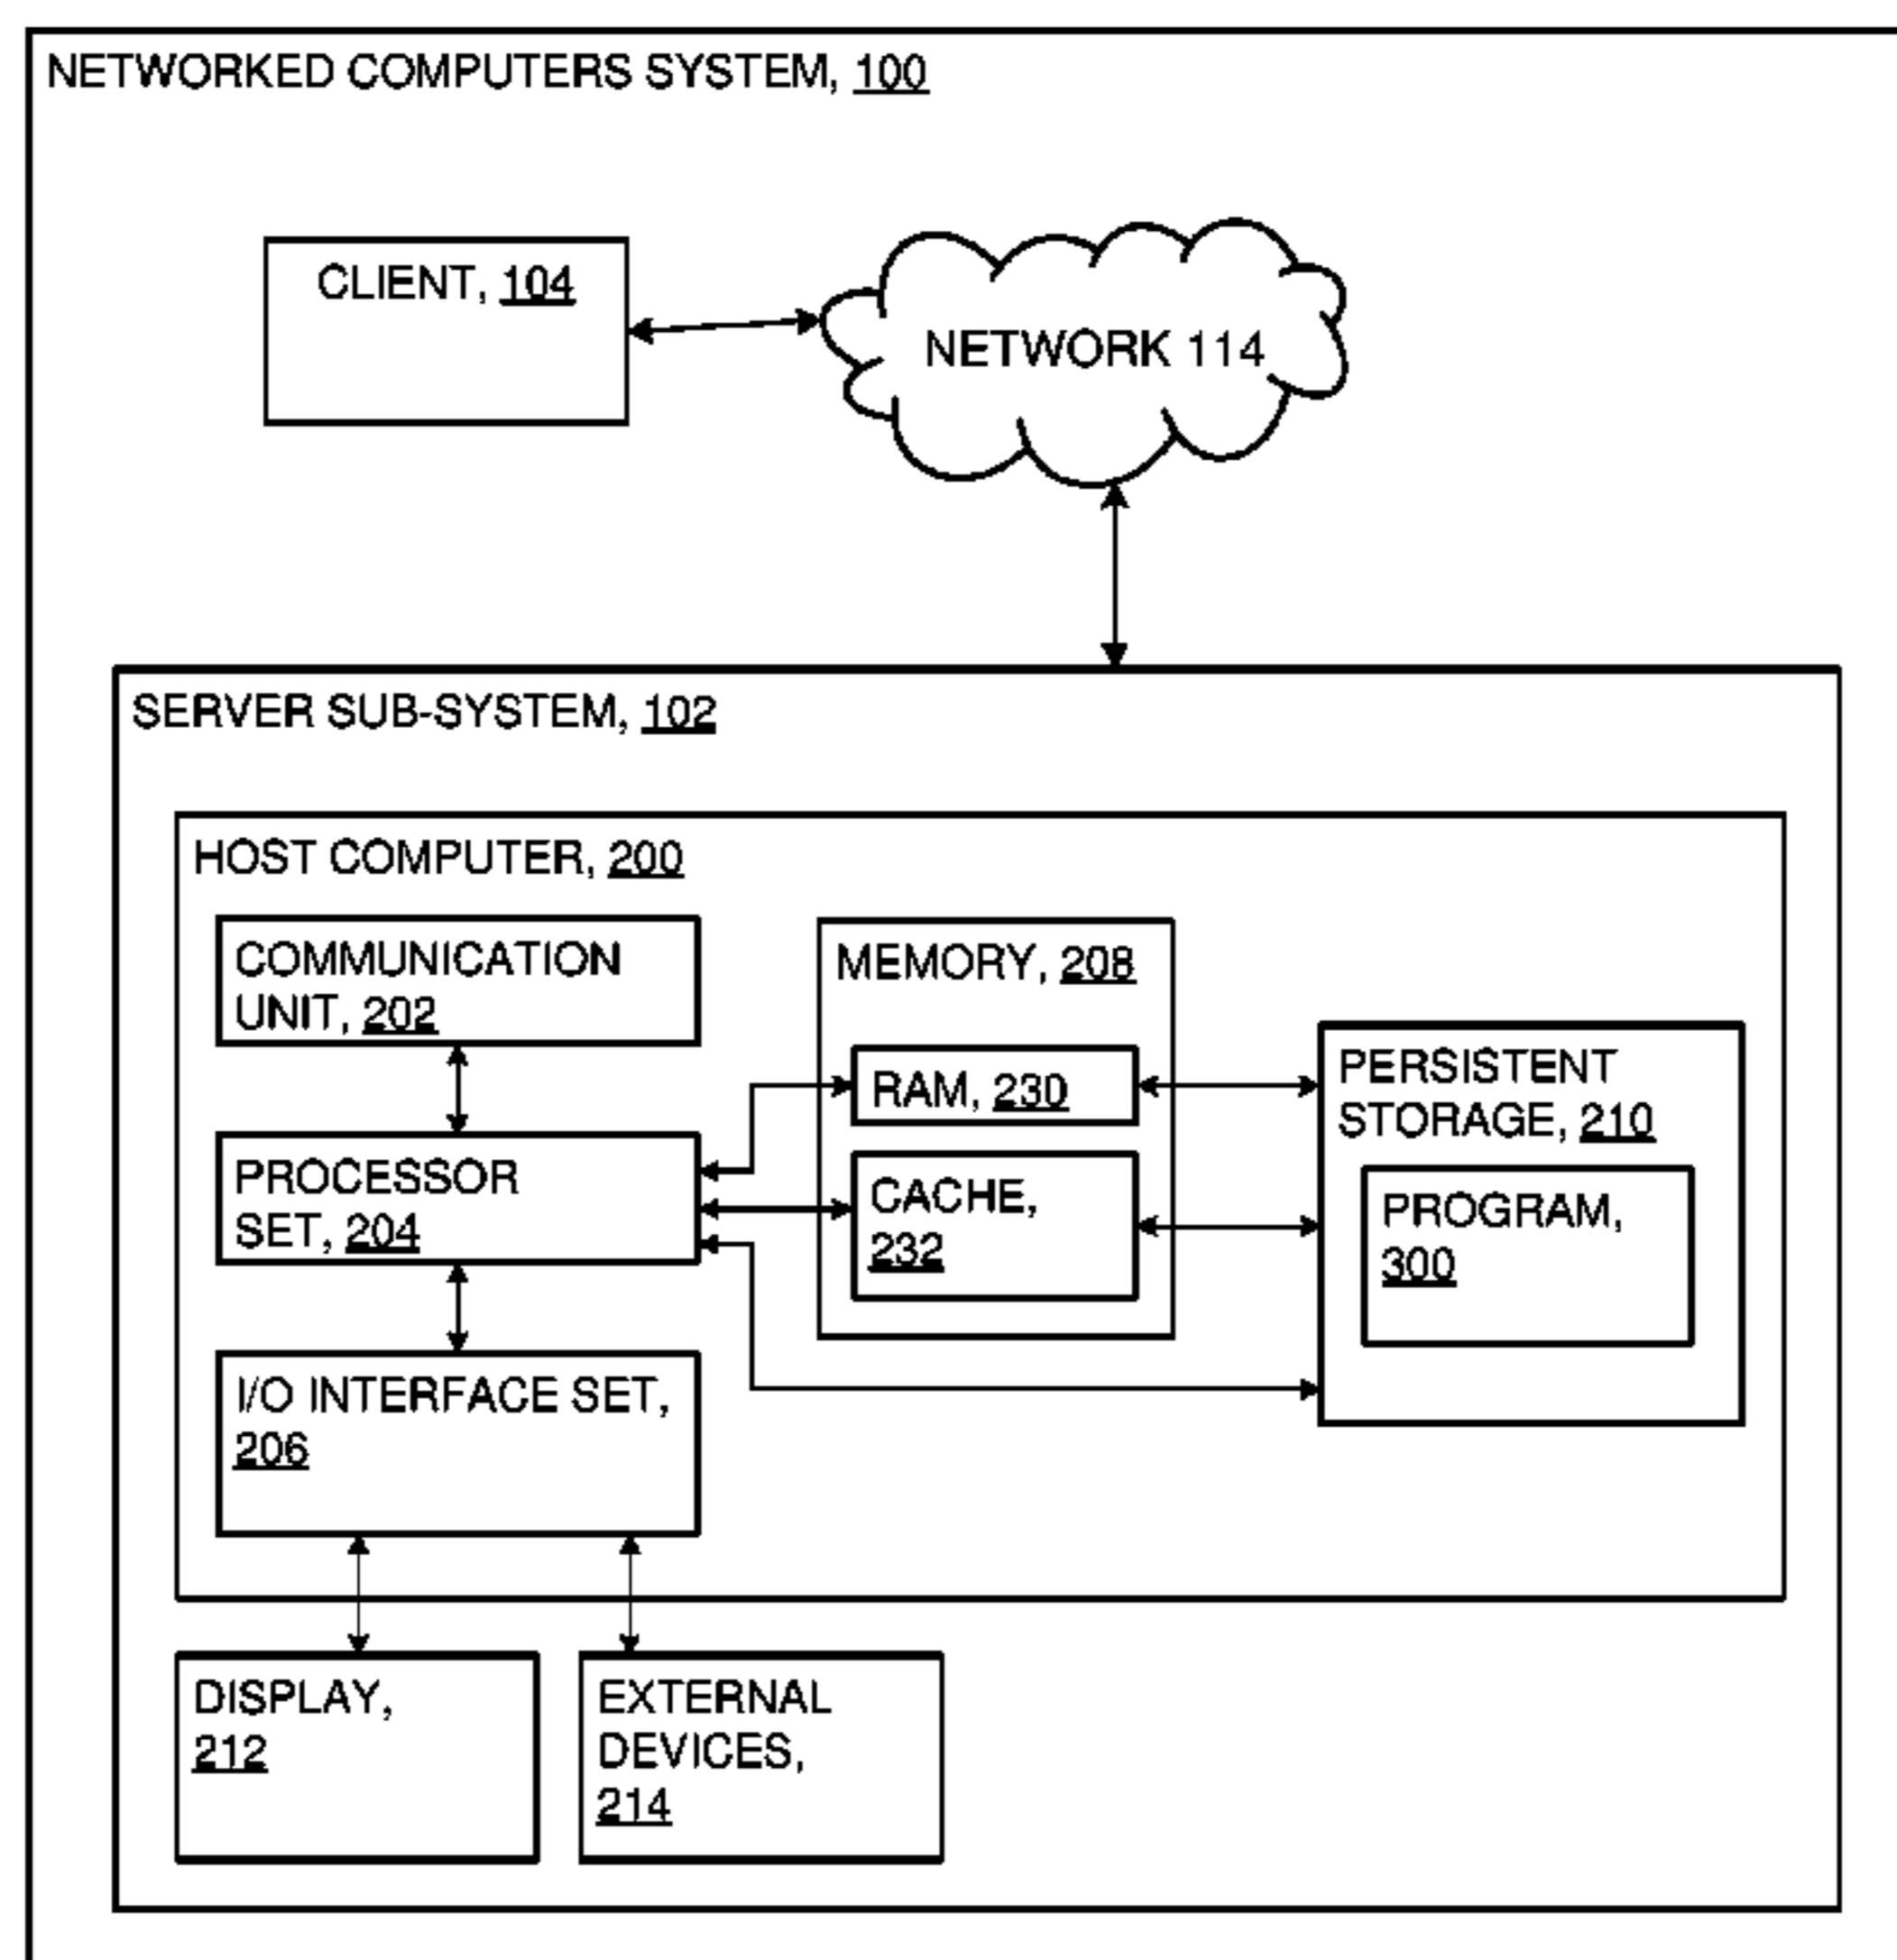 NETWORKED COMPUTERS SYSTEM, 100
CLIENT, 104
NETWORK 114
SERVER SUB-SYSTEM, 102
HOST COMPUTER, 200
COMMUNICATION
UNIT, 202
MEMORY, 208
RAM, 230
PERSISTENT
STORAGE, 210
PROCESSOR
SET, 204
CACHE,
232
PROGRAM,
300
I/O INTERFACE SET,
206
DISPLAY,
212
EXTERNAL
DEVICES,
214